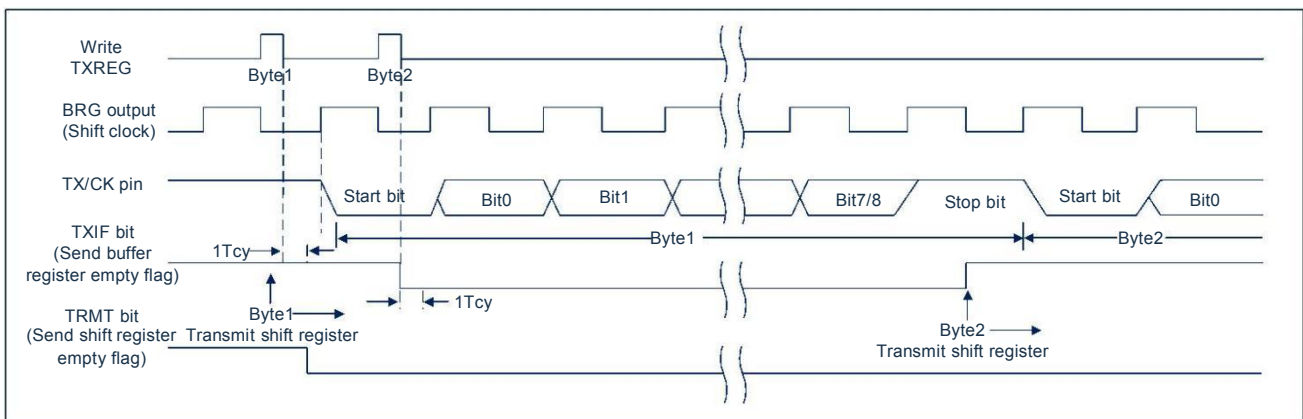 Write
TXREG
Byte1
Byte2
BRG output
(Shift clock)
TX/CK pin
Start bit
Bit0
Bit1
Bit7/8
Stop bit
Start bit
Bit0
TXIF bit
(Send buffer
register empty flag)
1Tcy
Byte1
Byte2
1Tcy
TRMT bit
(Send shift register
empty flag)
Byte1
Transmit shift register
Byte2
Transmit shift register